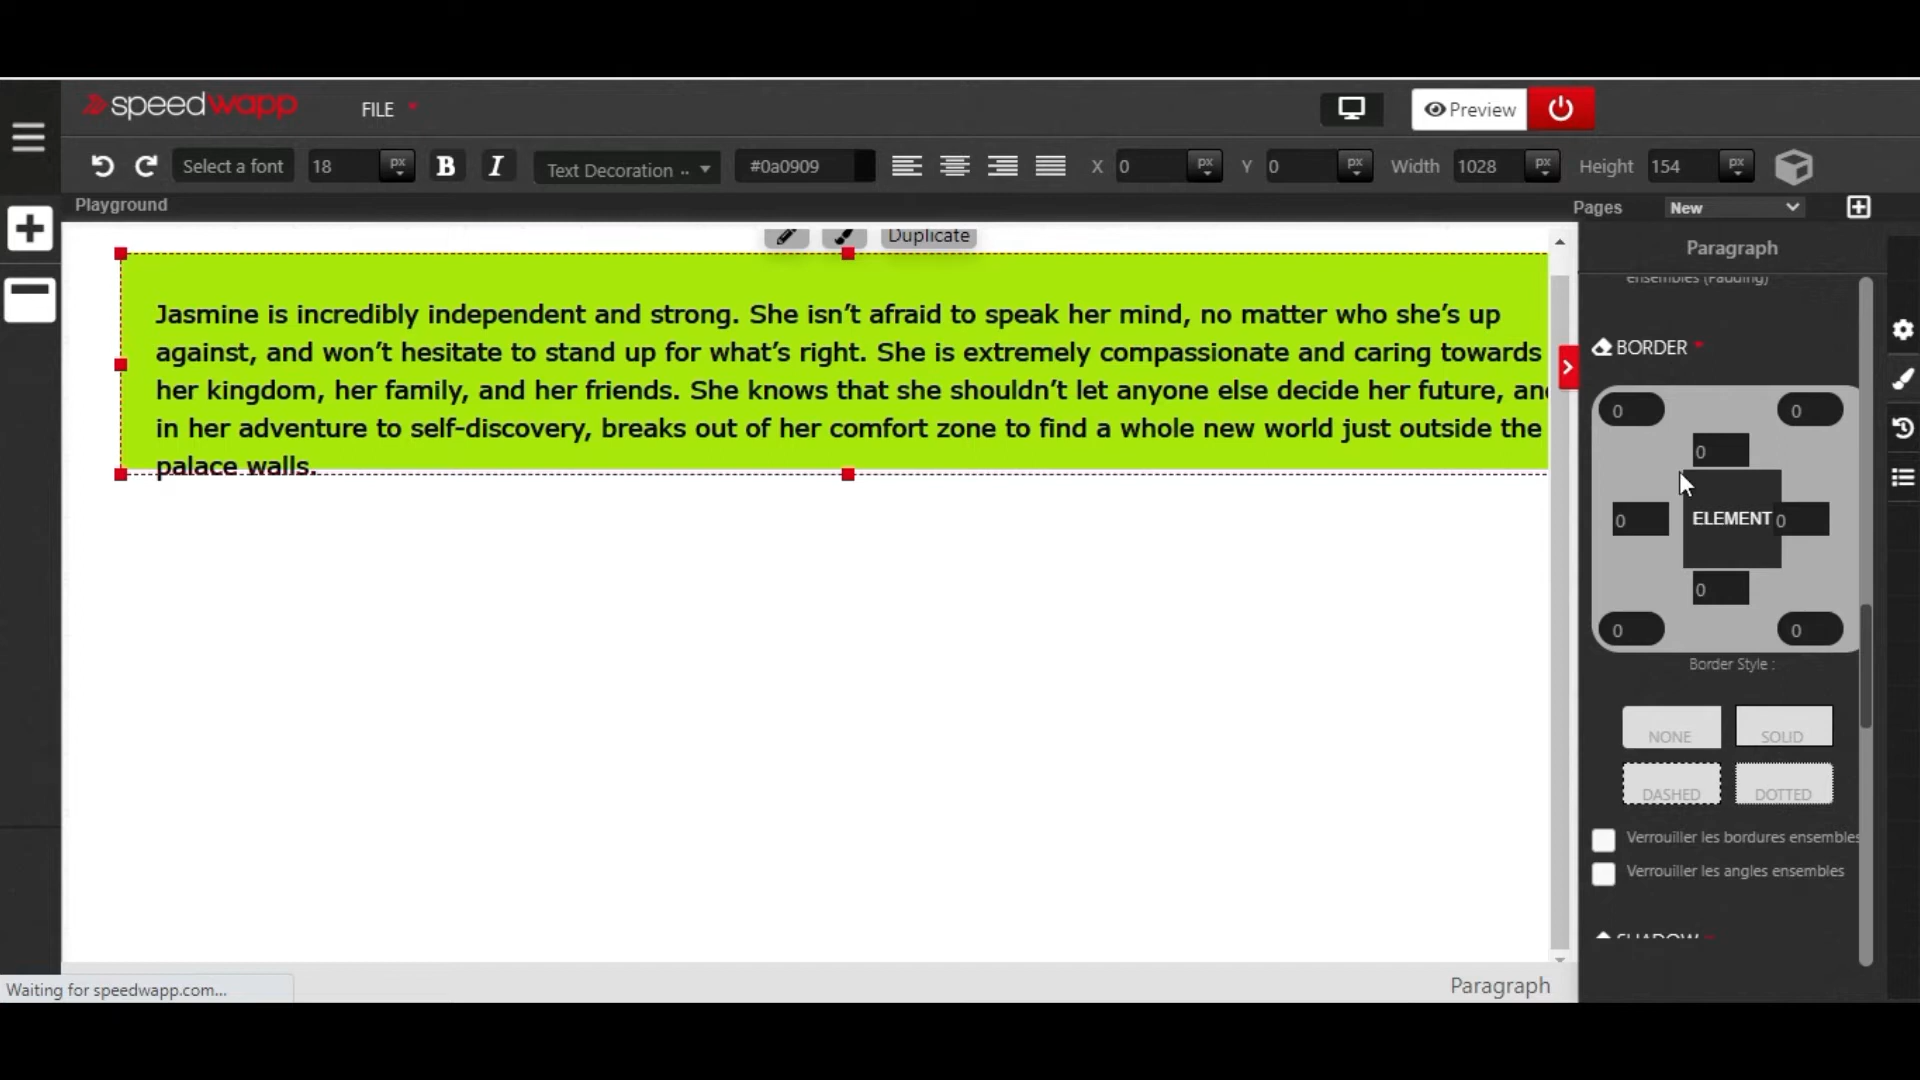 speedwapp
FILE
Preview
Select a font
18
px
B
I
Text Decoration ..
#0a0909
X
0
px
Y
0
px
Width
1028
px
Height
154
px
Playground
Pages
New
Duplicate
Paragraph
ensembles (Padding)
Jasmine is incredibly independent and strong. She isn’t afraid to speak her mind, no matter who she’s up
against, and won’t hesitate to stand up for what’s right. She is extremely compassionate and caring towards
her kingdom, her family, and her friends. She knows that she shouldn’t let anyone else decide her future, and
in her adventure to self-discovery, breaks out of her comfort zone to find a whole new world just outside the
palace walls.
BORDER
0
0
0
0
ELEMENT
0
0
0
0
Border Style :
NONE
SOLID
DASHED
DOTTED
Verrouiller les bordures ensembles
Verrouiller les angles ensembles
SHADOW
Waiting for speedwapp.com...
Paragraph